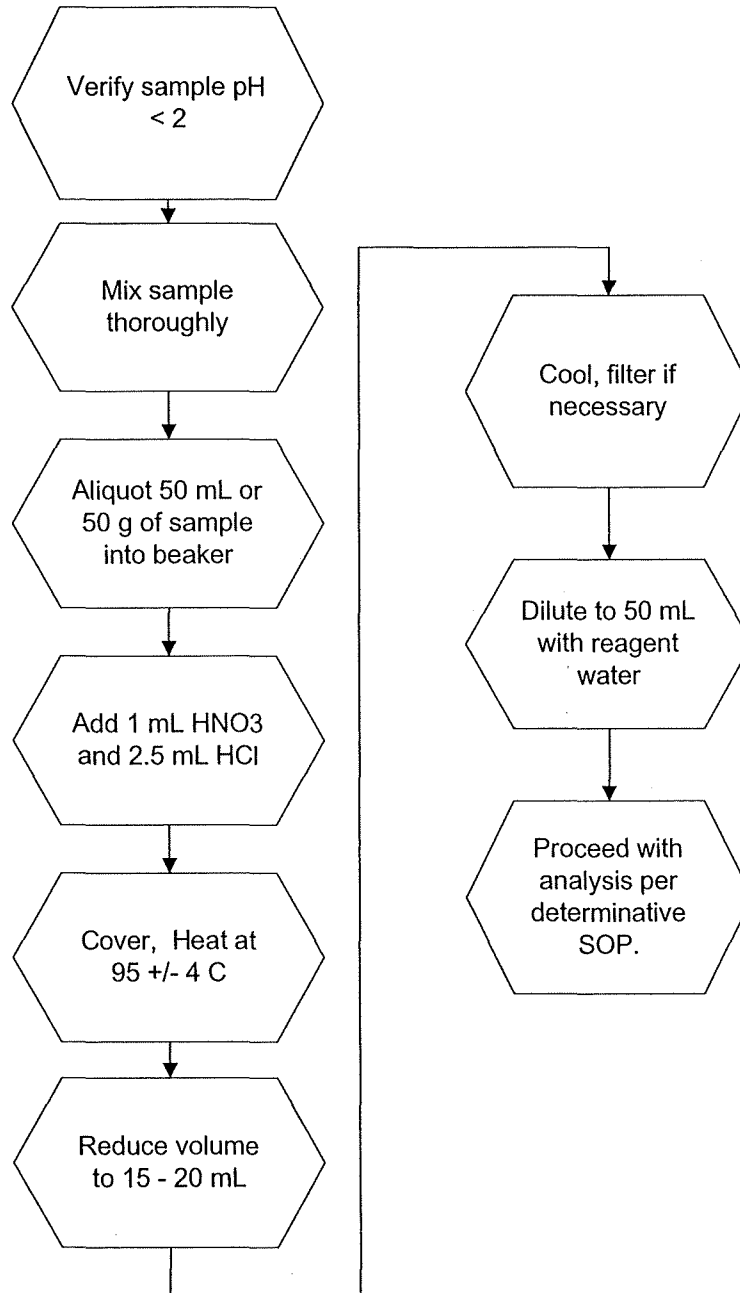 Verify sample pH
< 2
Mix sample
thoroughly
Aliquot 50 mL or
50 g of sample
into beaker
Add 1 mL HNO3
and 2.5 mL HCl
Cover, Heat at
95 +/- 4 C
Reduce volume
to 15 - 20 mL
Cool, filter if
necessary
Dilute to 50 mL
with reagent
water
Proceed with
analysis per
determinative
SOP.